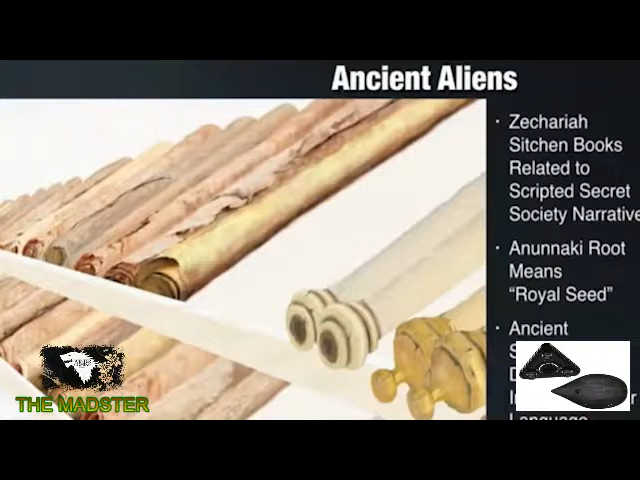 Ancient Aliens
· Zechariah
Sitchen Books
Related to
Scripted Secret
Society Narrative
· Anunnaki Root
Means
“Royal Seed”
· Ancient
Language
THE MADSTER